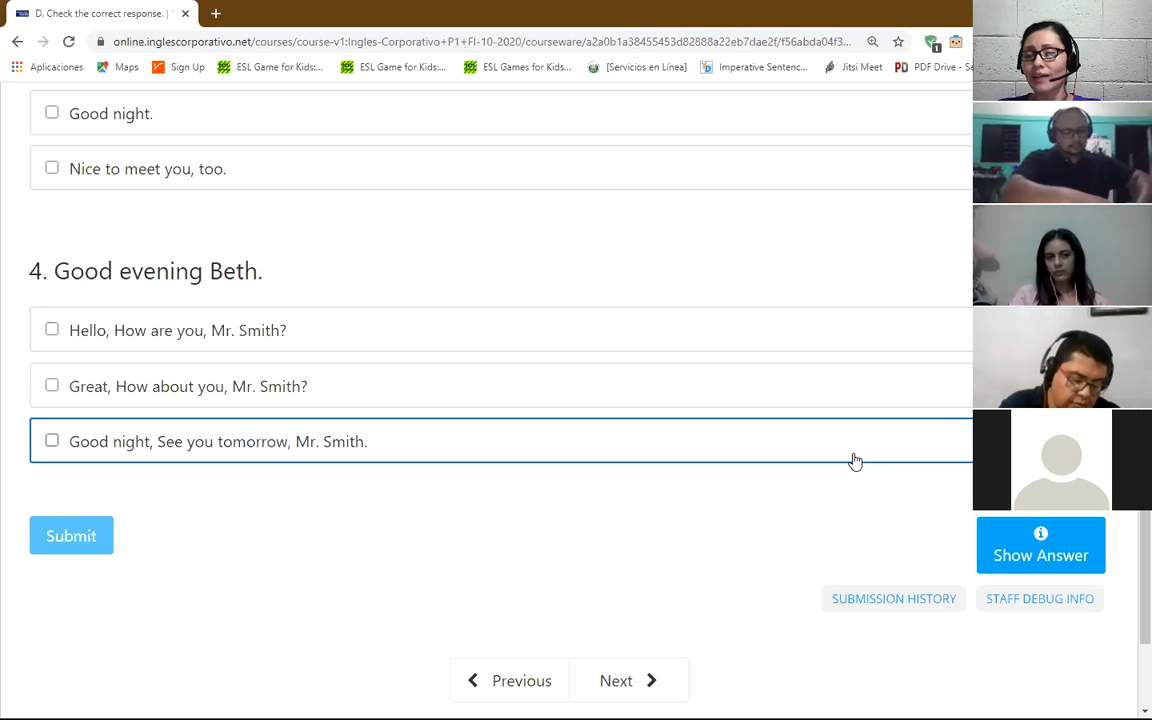 D. Check the correct response. |
online.inglescorporativo.net/courses/course-v1:Ingles-Corporativo+P1+FI-10-2020/courseware/a2a0b1a38455453d82888a22eb7dae2f/f56abda04f3...
1
Aplicaciones
Maps
Sign Up
ESL Game for Kids:...
ESL Game for Kids:...
ESL Games for Kids...
[Servicios en Línea]
Imperative Sentenc...
Jitsi Meet
PD PDF Drive - Se
Good night.
Nice to meet you, too.
4. Good evening Beth.
Hello, How are you, Mr. Smith?
Great, How about you, Mr. Smith?
Good night, See you tomorrow, Mr. Smith.
Submit
Show Answer
SUBMISSION HISTORY
STAFF DEBUG INFO
Previous
Next